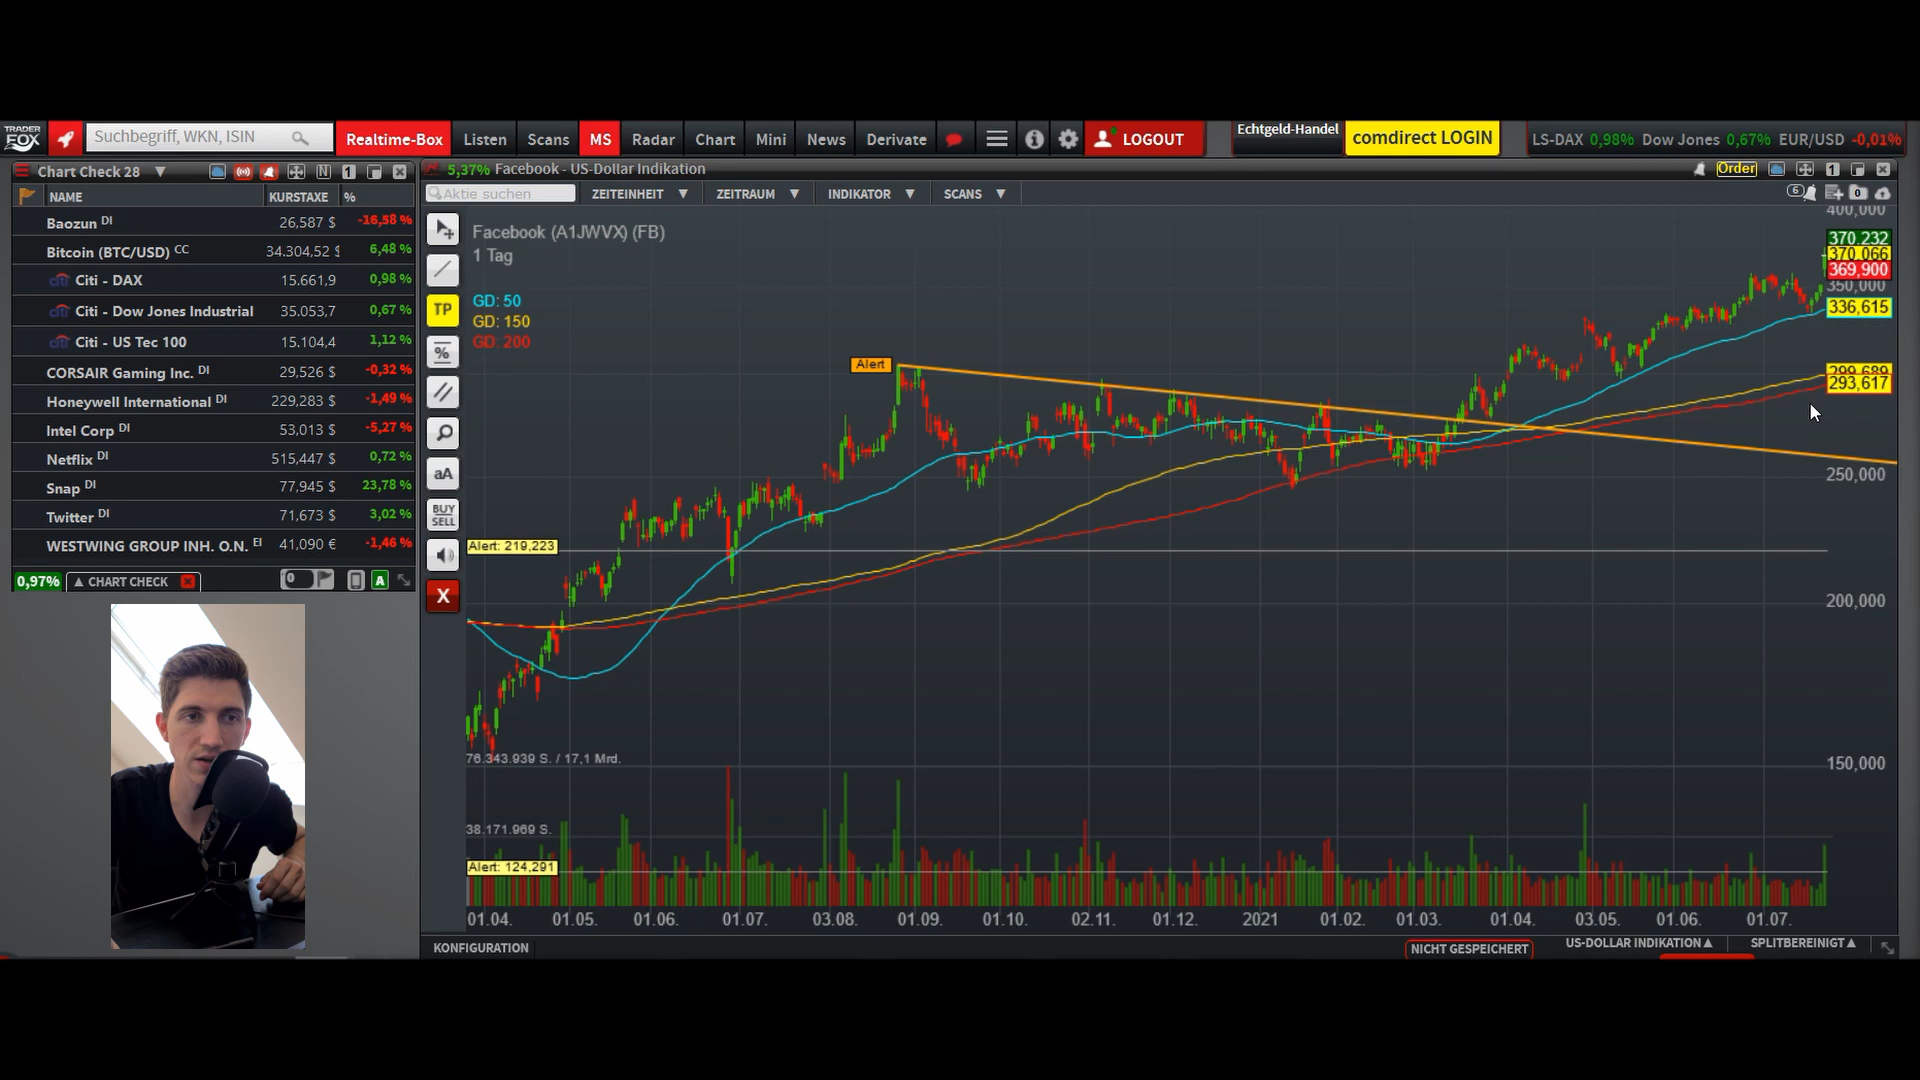 TRADER FOX
Suchbegriff, WKN, ISIN
Realtime-Box
Listen
Scans
MS
Radar
Chart
Mini
News
Derivate
LOGOUT
Echtgeld-Handel
comdirect LOGIN
LS-DAX 0,98% Dow Jones 0,67% EUR/USD -0,01%
Chart Check 28
N
1
NAME KURSTAXE %
Baozun DI 26,587 $ -16,58 %
Bitcoin (BTC/USD) CC 34.304,52 $ 6,48 %
citi Citi - DAX 15.661,9 0,98 %
citi Citi - Dow Jones Industrial 35.053,7 0,67 %
citi Citi - US Tec 100 15.104,4 1,12 %
CORSAIR Gaming Inc. DI 29,526 $ -0,32 %
Honeywell International DI 229,283 $ -1,49 %
Intel Corp DI 53,013 $ -5,27 %
Netflix DI 515,447 $ 0,72 %
Snap DI 77,945 $ 23,78 %
Twitter DI 71,673 $ 3,02 %
WESTWING GROUP INH. O.N. EI 41,090 € -1,46 %
0,97% ▲ CHART CHECK 0 A
5,37% Facebook - US-Dollar Indikation
Order
1
Aktie suchen
ZEITEINHEIT ▼
ZEITRAUM ▼
INDIKATOR ▼
SCANS ▼
6
0
TP
%
aA
BUY
SELL
X
Facebook (A1JWVX) (FB)
1 Tag
GD: 50
GD: 150
GD: 200
Alert
Alert: 219,223
Alert: 124,291
76.343.939 S. / 17,1 Mrd.
38.171.969 S.
400,000
370.232
370,066
369,900
350,000
336,615
299,689
293,617
250,000
200,000
150,000
01.04. 01.05. 01.06. 01.07. 03.08. 01.09. 01.10. 02.11. 01.12. 2021 01.02. 01.03. 01.04. 03.05. 01.06. 01.07.
KONFIGURATION
NICHT GESPEICHERT
US-DOLLAR INDIKATION▲
SPLITBEREINIGT▲